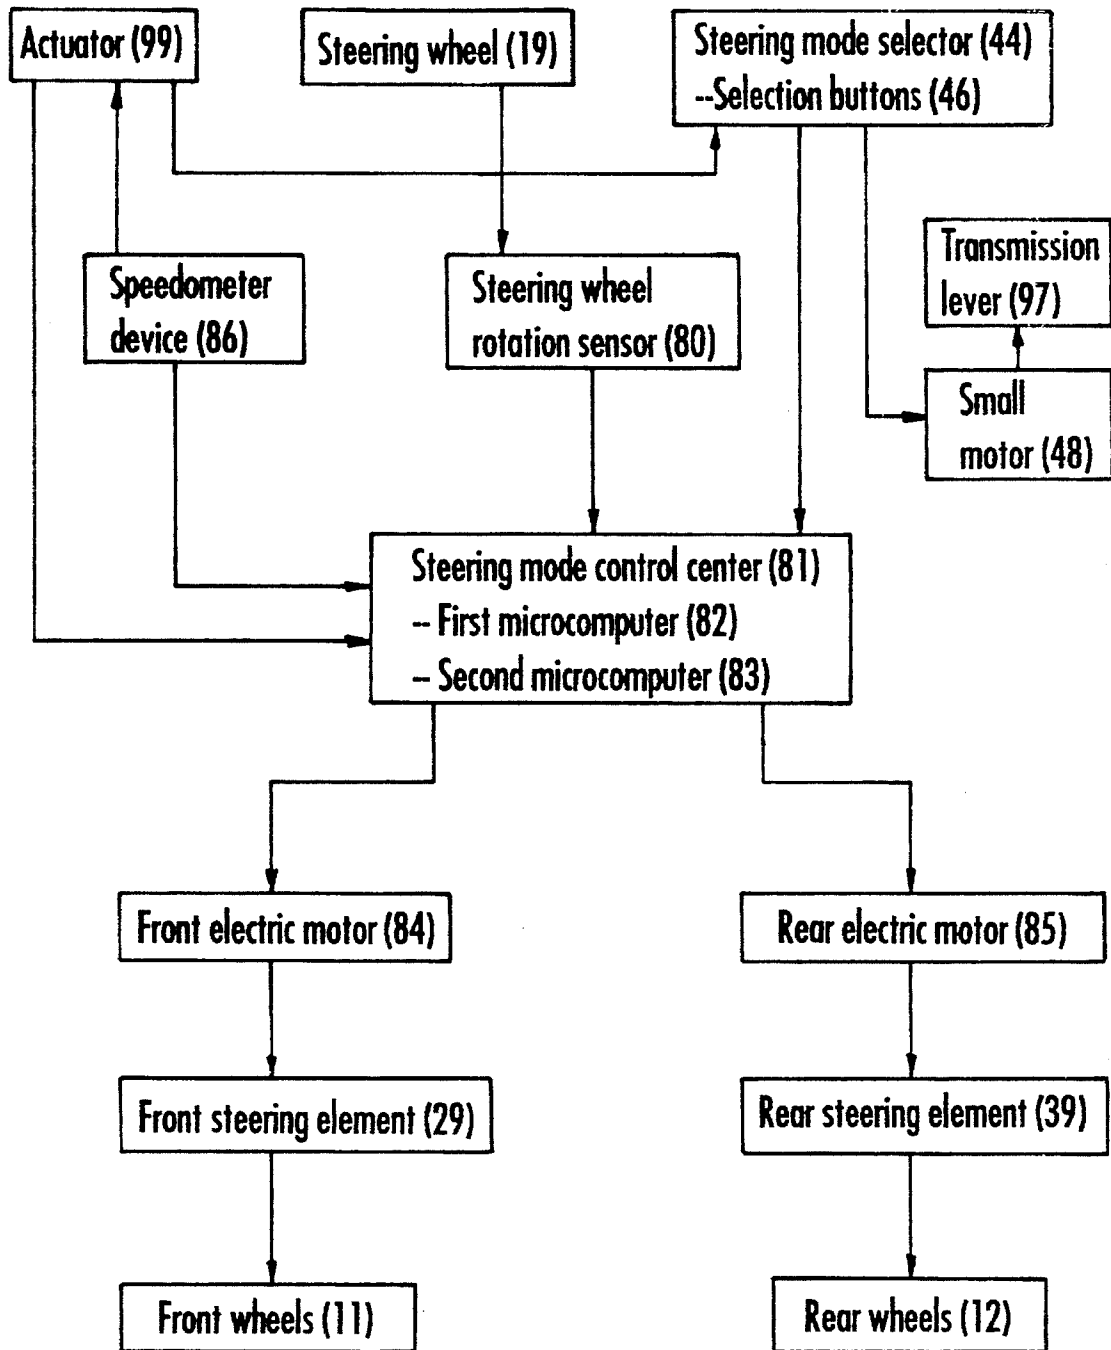 Actuator (99)
Steering wheel (19)
Steering mode selector (44)
--Selection buttons (46)
Speedometer
device (86)
Steering wheel
rotation sensor (80)
Transmission
lever (97)
Small
motor (48)
Steering mode control center (81)
-- First microcomputer (82)
-- Second microcomputer (83)
Front electric motor (84)
Rear electric motor (85)
Front steering element (29)
Rear steering element (39)
Front wheels (11)
Rear wheels (12)